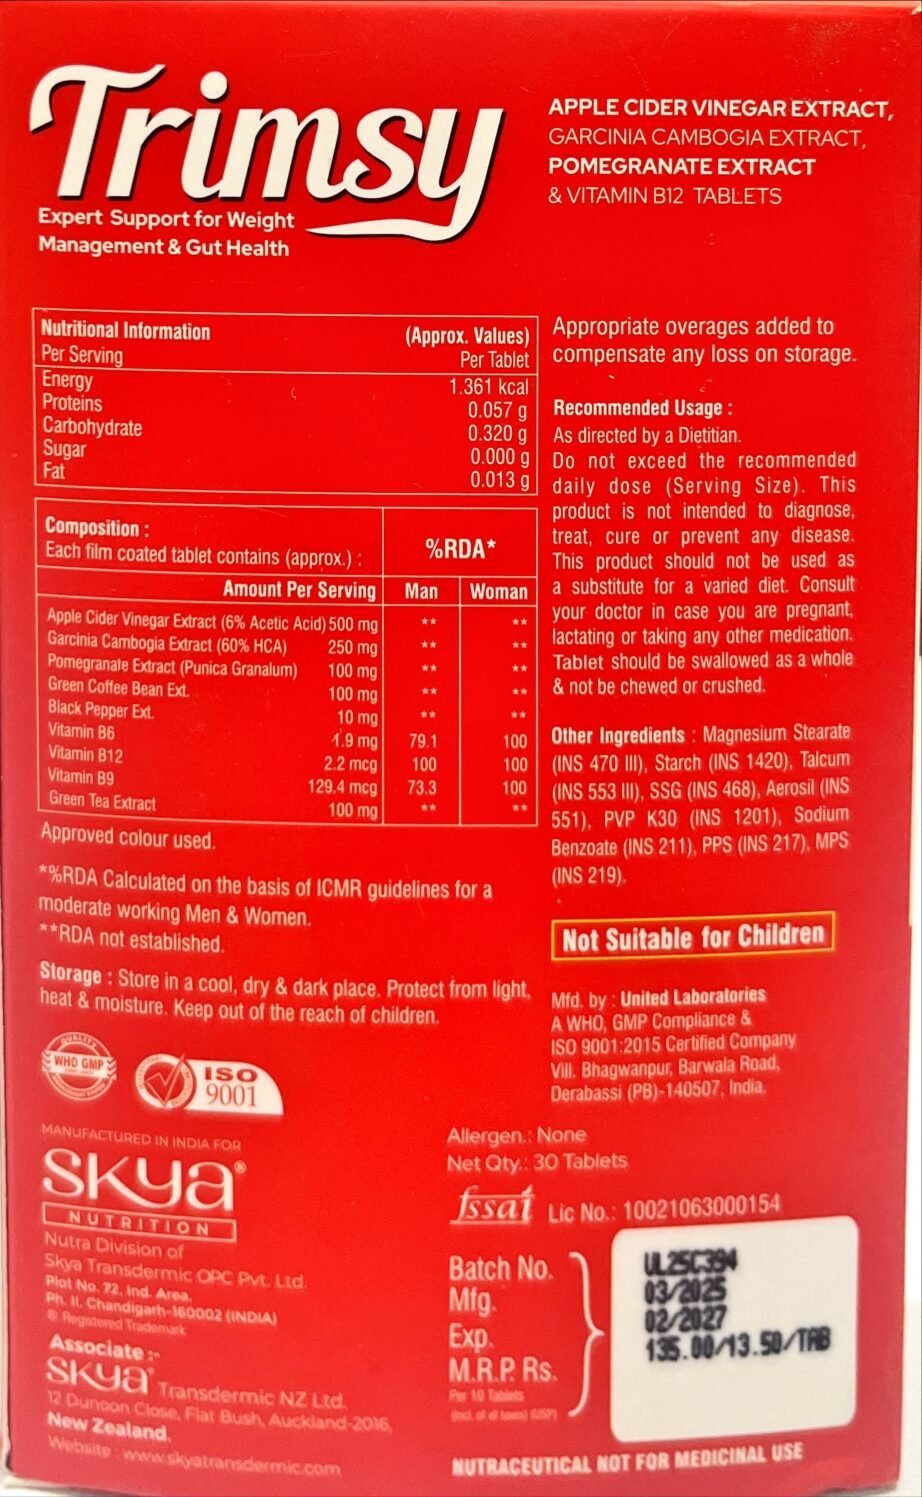 Trimsy
Expert Support for Weight
Management & Gut Health
APPLE CIDER VINEGAR EXTRACT,
GARCINIA CAMBOGIA EXTRACT,
POMEGRANATE EXTRACT
& VITAMIN B12 TABLETS
Nutritional Information (Approx. Values)
Per Serving Per Tablet
Energy 1.361 kcal
Proteins 0.057 g
Carbohydrate 0.320 g
Sugar 0.000 g
Fat 0.013 g
Composition :
Each film coated tablet contains (approx.) : %RDA*
Amount Per Serving Man Woman
Apple Cider Vinegar Extract (6% Acetic Acid) 500 mg ** **
Garcinia Cambogia Extract (60% HCA) 250 mg ** **
Pomegranate Extract (Punica Granalum) 100 mg ** **
Green Coffee Bean Ext. 100 mg ** **
Black Pepper Ext. 10 mg ** **
Vitamin B6 1.9 mg 79.1 100
Vitamin B12 2.2 mcg 100 100
Vitamin B9 129.4 mcg 73.3 100
Green Tea Extract 100 mg ** **
Approved colour used.
*%RDA Calculated on the basis of ICMR guidelines for a
moderate working Men & Women.
**RDA not established.
Storage : Store in a cool, dry & dark place. Protect from light,
heat & moisture. Keep out of the reach of children.
Appropriate overages added to
compensate any loss on storage.
Recommended Usage :
As directed by a Dietitian.
Do not exceed the recommended
daily dose (Serving Size). This
product is not intended to diagnose,
treat, cure or prevent any disease.
This product should not be used as
a substitute for a varied diet. Consult
your doctor in case you are pregnant,
lactating or taking any other medication.
Tablet should be swallowed as a whole
& not be chewed or crushed.
Other Ingredients : Magnesium Stearate
(INS 470 III), Starch (INS 1420), Talcum
(INS 553 III), SSG (INS 468), Aerosil (INS
551), PVP K30 (INS 1201), Sodium
Benzoate (INS 211), PPS (INS 217), MPS
(INS 219).
Not Suitable for Children
Mfd. by : United Laboratories
A WHO, GMP Compliance &
ISO 9001:2015 Certified Company
Vill. Bhagwanpur, Barwala Road,
Derabassi (PB)-140507, India.
QUALITY
WHO GMP
ISO
9001
MANUFACTURED IN INDIA FOR
SKya®
NUTRITION
Nutra Division of
Skya Transdermic OPC Pvt. Ltd.
Plot No. 72, Ind. Area,
Ph. II, Chandigarh-160002 (INDIA)
® Registered Trademark
Associate :-
SKya Transdermic NZ Ltd.
12 Dunoon Close, Flat Bush, Auckland-2016,
New Zealand.
Website : www.skyatransdermic.com
Allergen.: None
Net Qty.: 30 Tablets
fssai Lic No.: 10021063000154
Batch No. UL25C394
Mfg. 03/2025
Exp. 02/2027
M.R.P. Rs. 135.00/13.50/TAB
Per 10 Tablets
(Incl. of all taxes) (USP)
NUTRACEUTICAL NOT FOR MEDICINAL USE